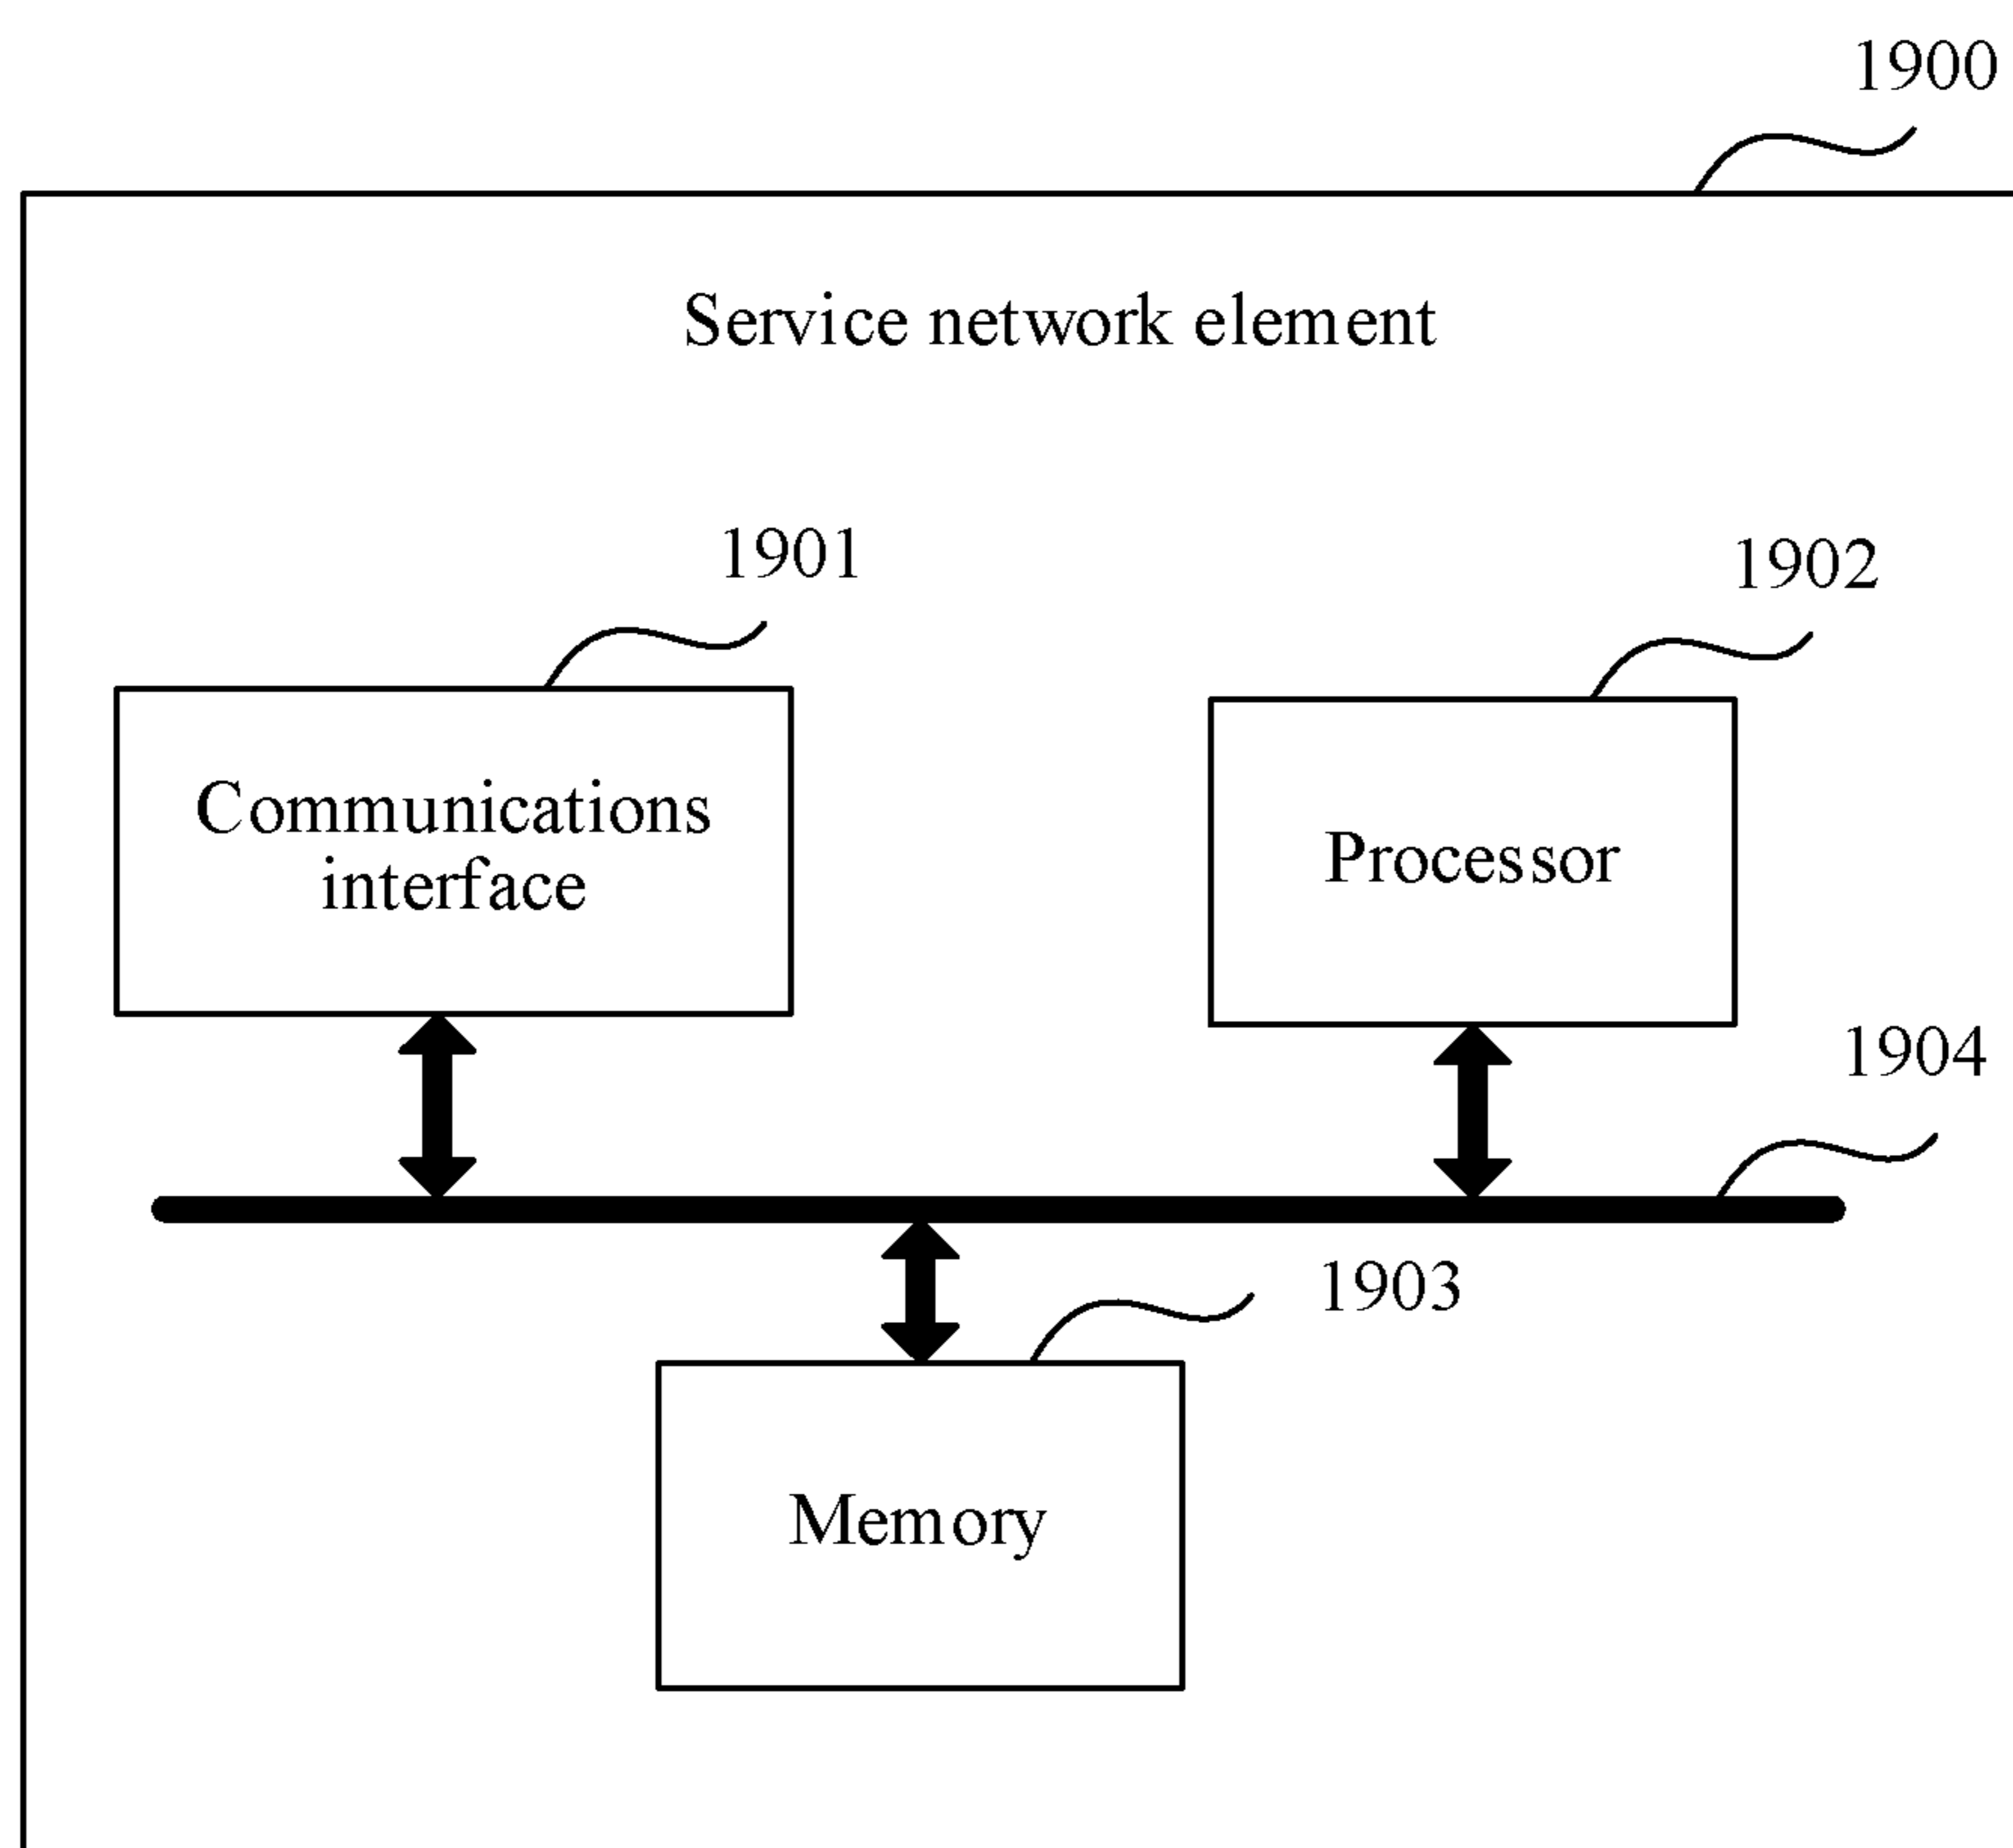 1900
Service network element
1901
1902
Communications
interface
Processor
1904
1903
Memory